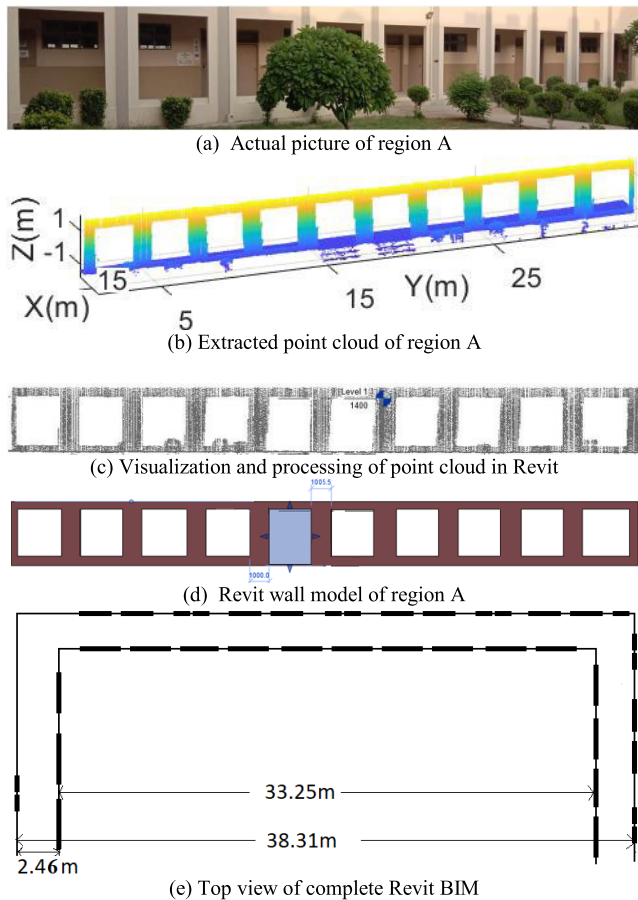 (a) Actual picture of region A
Z(m)
1
-1
X(m)
15
5
15
Y(m)
25
(b) Extracted point cloud of region A
Level 1
1400
(c) Visualization and processing of point cloud in Revit
1005.5
1000.0
(d) Revit wall model of region A
33.25m
38.31m
2.46m
(e) Top view of complete Revit BIM